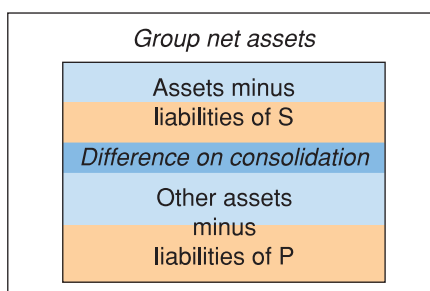 Group net assets
Assets minus
liabilities of S
Difference on consolidation
Other assets
minus
liabilities of P